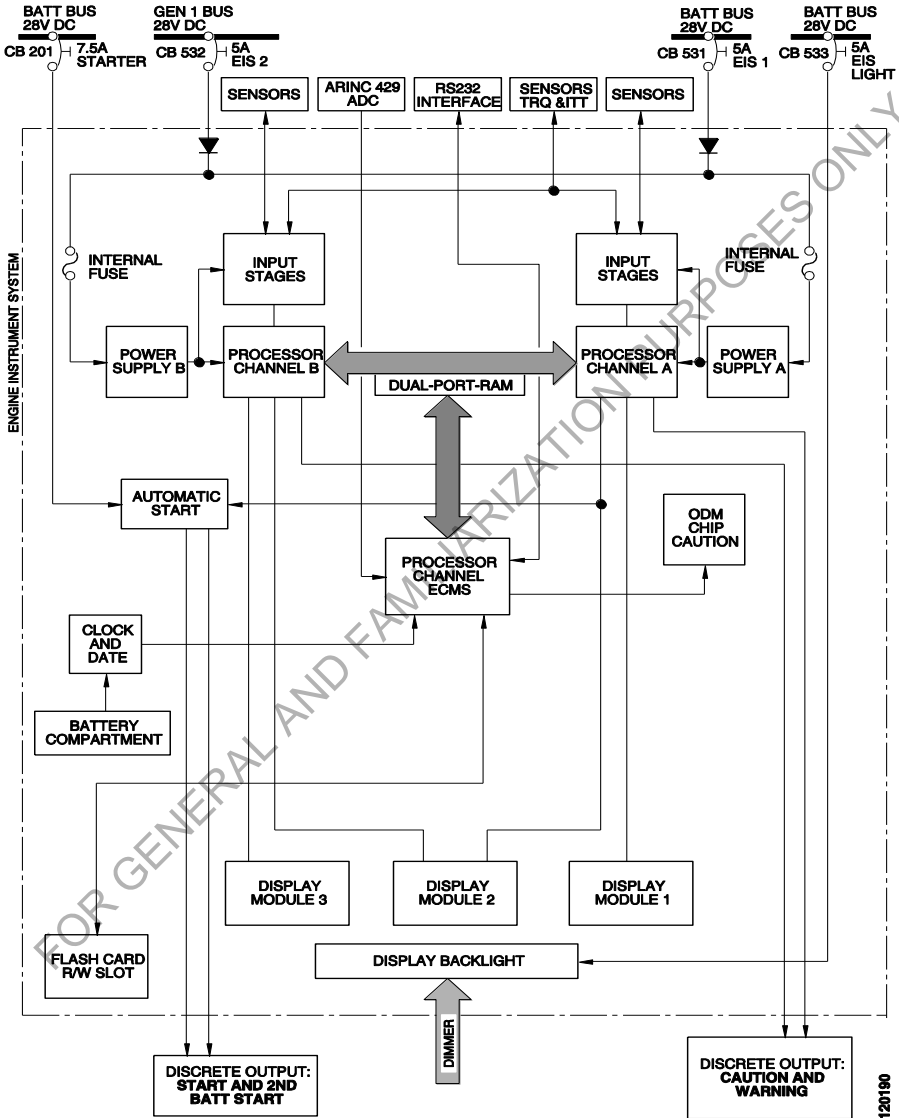 BATT BUS
28V DC
CB 201
7.5A
STARTER
GEN 1 BUS
28V DC
CB 532
5A
EIS 2
BATT BUS
28V DC
CB 531
5A
EIS 1
BATT BUS
28V DC
CB 533
5A
EIS
LIGHT
SENSORS
ARINC 429
ADC
RS232
INTERFACE
SENSORS
TRQ &ITT
SENSORS
ENGINE INSTRUMENT SYSTEM
INTERNAL
FUSE
INPUT
STAGES
INPUT
STAGES
INTERNAL
FUSE
POWER
SUPPLY B
PROCESSOR
CHANNEL B
DUAL-PORT-RAM
PROCESSOR
CHANNEL A
POWER
SUPPLY A
AUTOMATIC
START
PROCESSOR
CHANNEL
ECMS
ODM
CHIP
CAUTION
CLOCK
AND
DATE
BATTERY
COMPARTMENT
DISPLAY
MODULE 3
DISPLAY
MODULE 2
DISPLAY
MODULE 1
FLASH CARD
R/W SLOT
DISPLAY BACKLIGHT
DIMMER
DISCRETE OUTPUT:
START AND 2ND
BATT START
DISCRETE OUTPUT:
CAUTION AND
WARNING
120190
FOR GENERAL AND FAMILIARIZATION PURPOSES ONLY